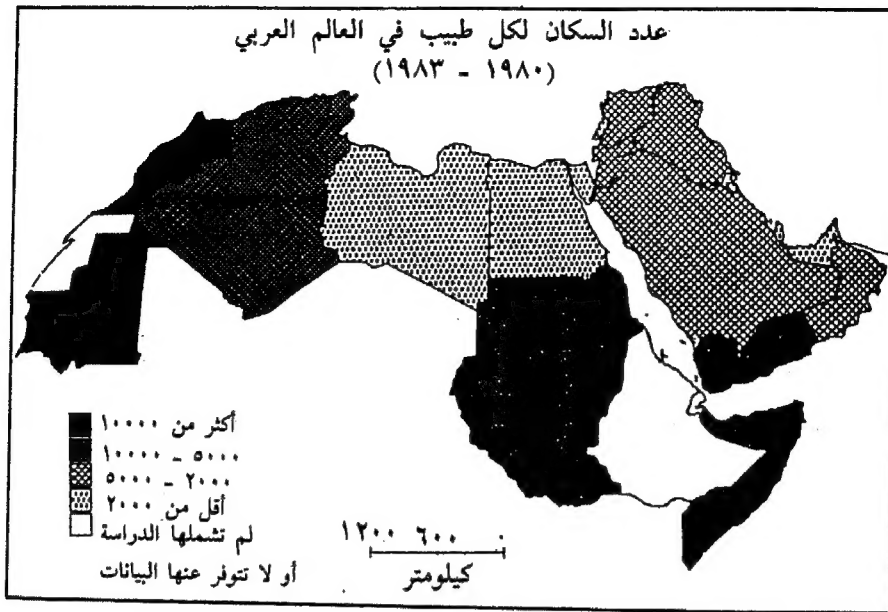 عدد السكان لكل طبيب في العالم العربي
(١٩٨٠ - ١٩٨٣)
أكثر من ١٠٠٠٠
٥٠٠٠ - ١٠٠٠٠
٢٠٠٠ - ٥٠٠٠
أقل من ٢٠٠٠
لم تشملها الدراسة
أو لا تتوفر عنها البيانات
١٢٠٠ ٦٠٠ ٠
كيلومتر